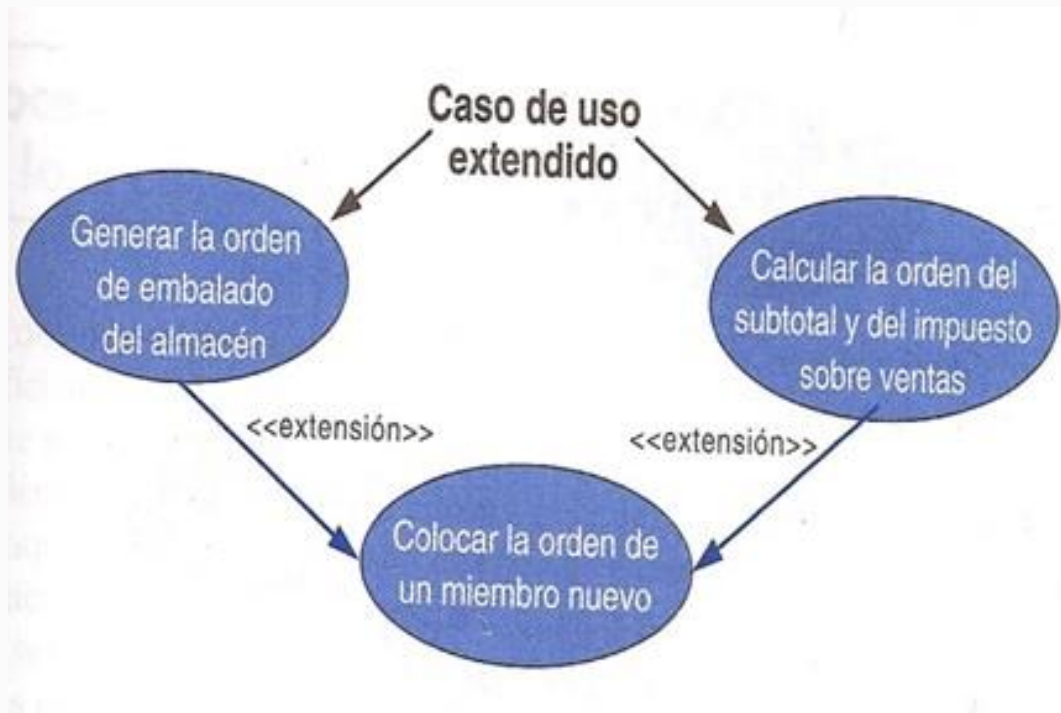 Caso de uso
extendido
Generar la orden
de embalado
del almacén
Calcular la orden del
subtotal y del impuesto
sobre ventas
<<extensión>>
<<extensión>>
Colocar la orden de
un miembro nuevo